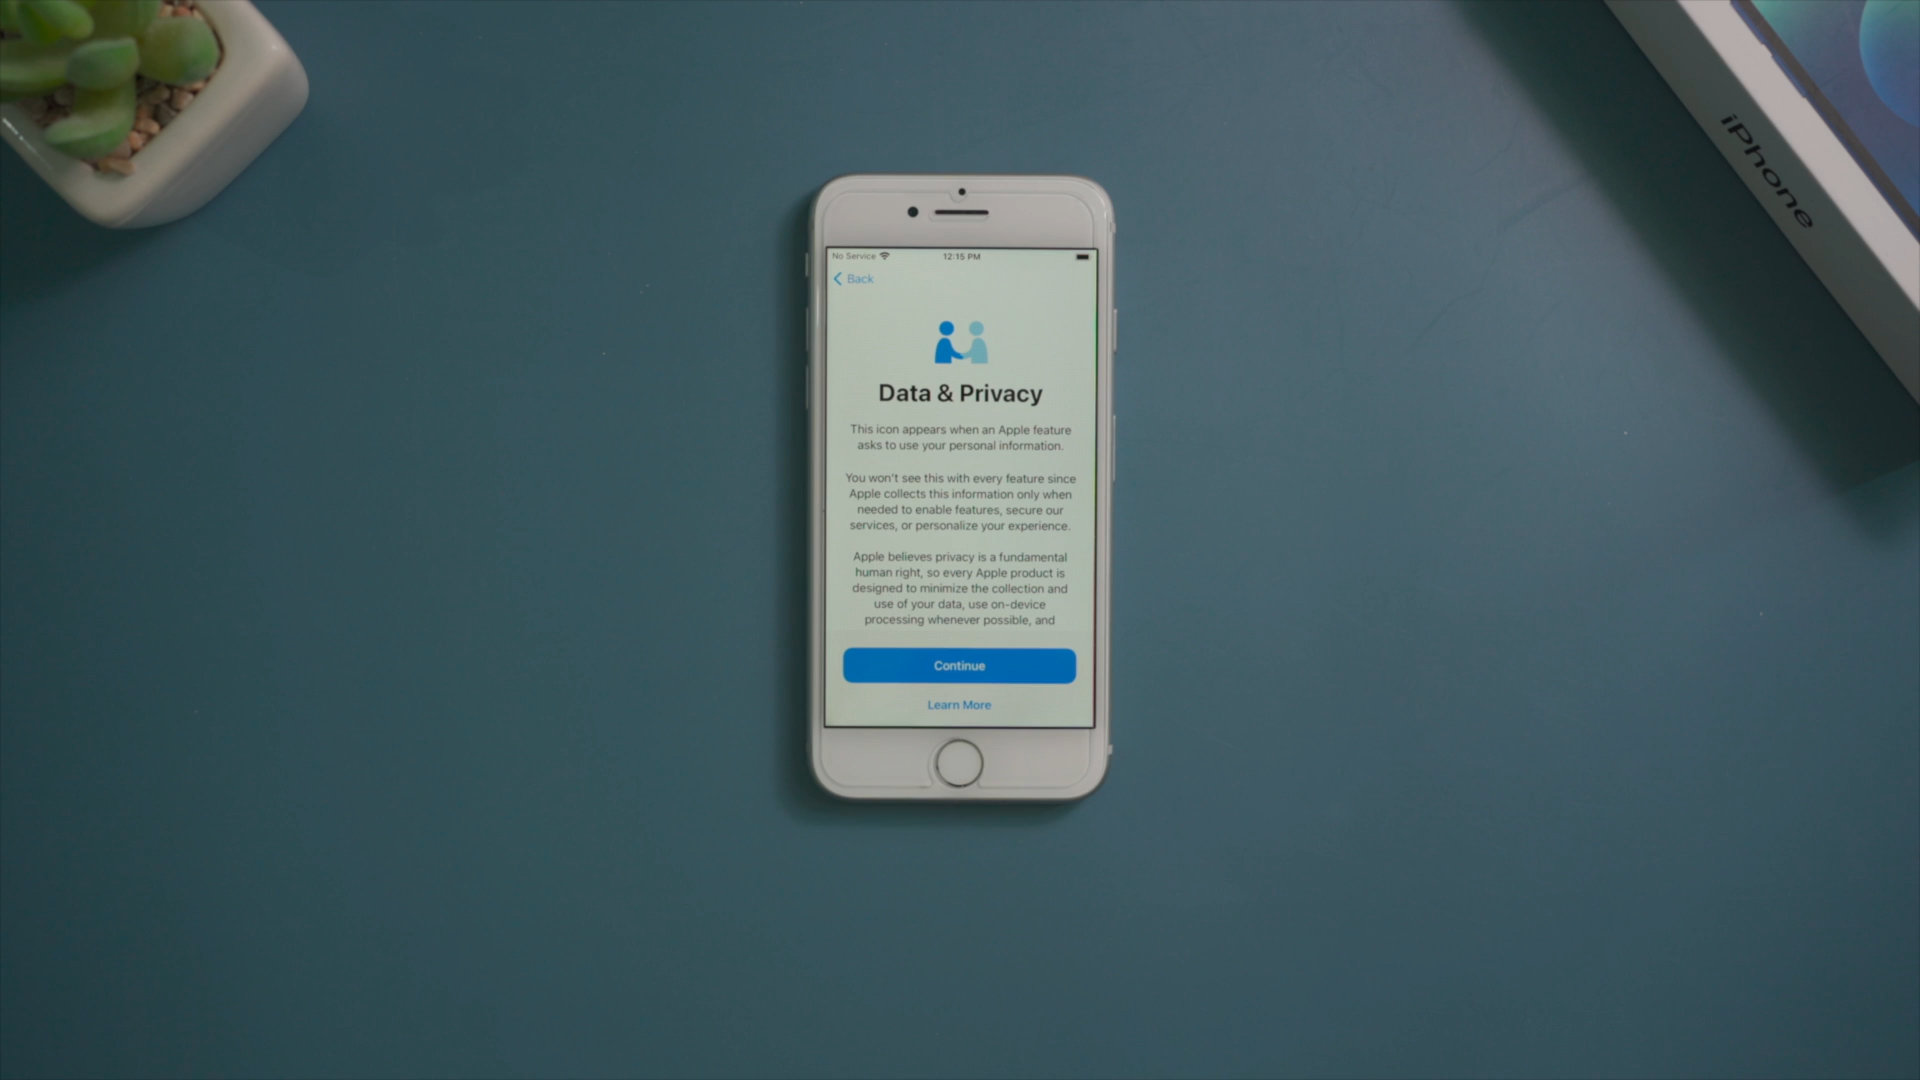 iPhone
No Service 12:15 PM
Back
Data & Privacy
This icon appears when an Apple feature
asks to use your personal information.
You won't see this with every feature since
Apple collects this information only when
needed to enable features, secure our
services, or personalize your experience.
Apple believes privacy is a fundamental
human right, so every Apple product is
designed to minimize the collection and
use of your data, use on-device
processing whenever possible, and
Continue
Learn More